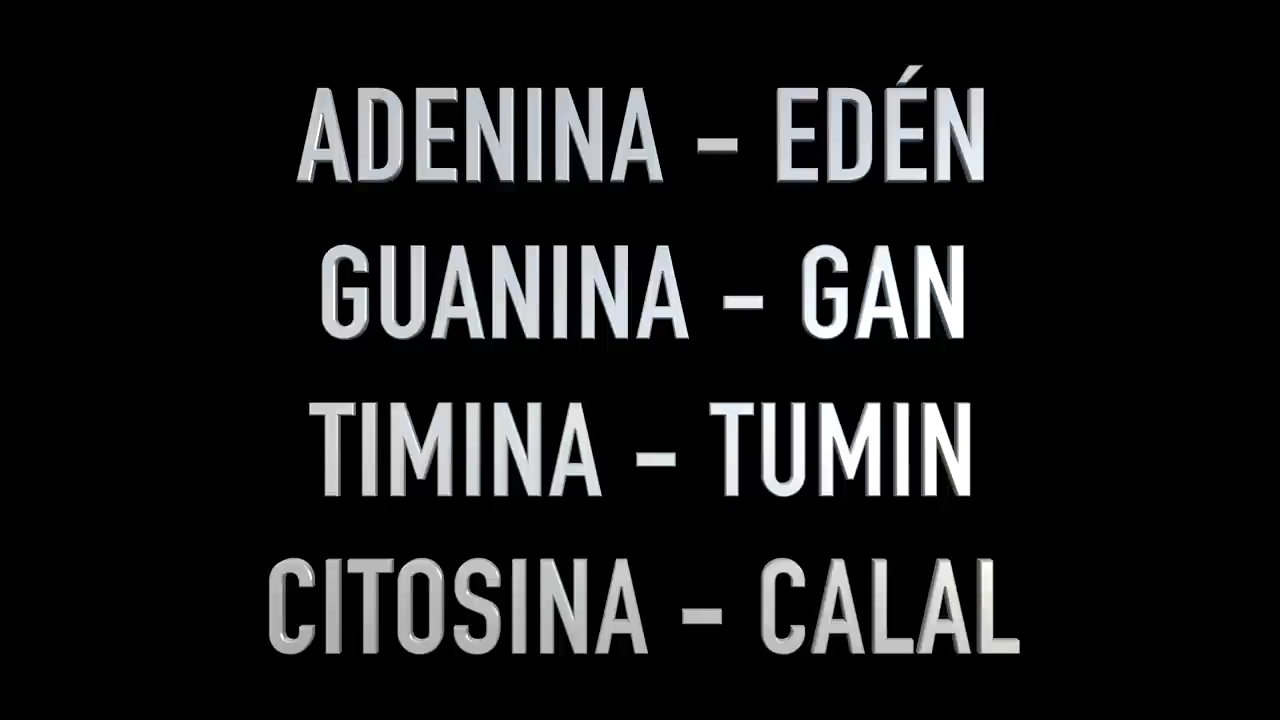 ADENINA - EDÉN
GUANINA - GAN
TIMINA - TUMIN
CITOSINA - CALAL